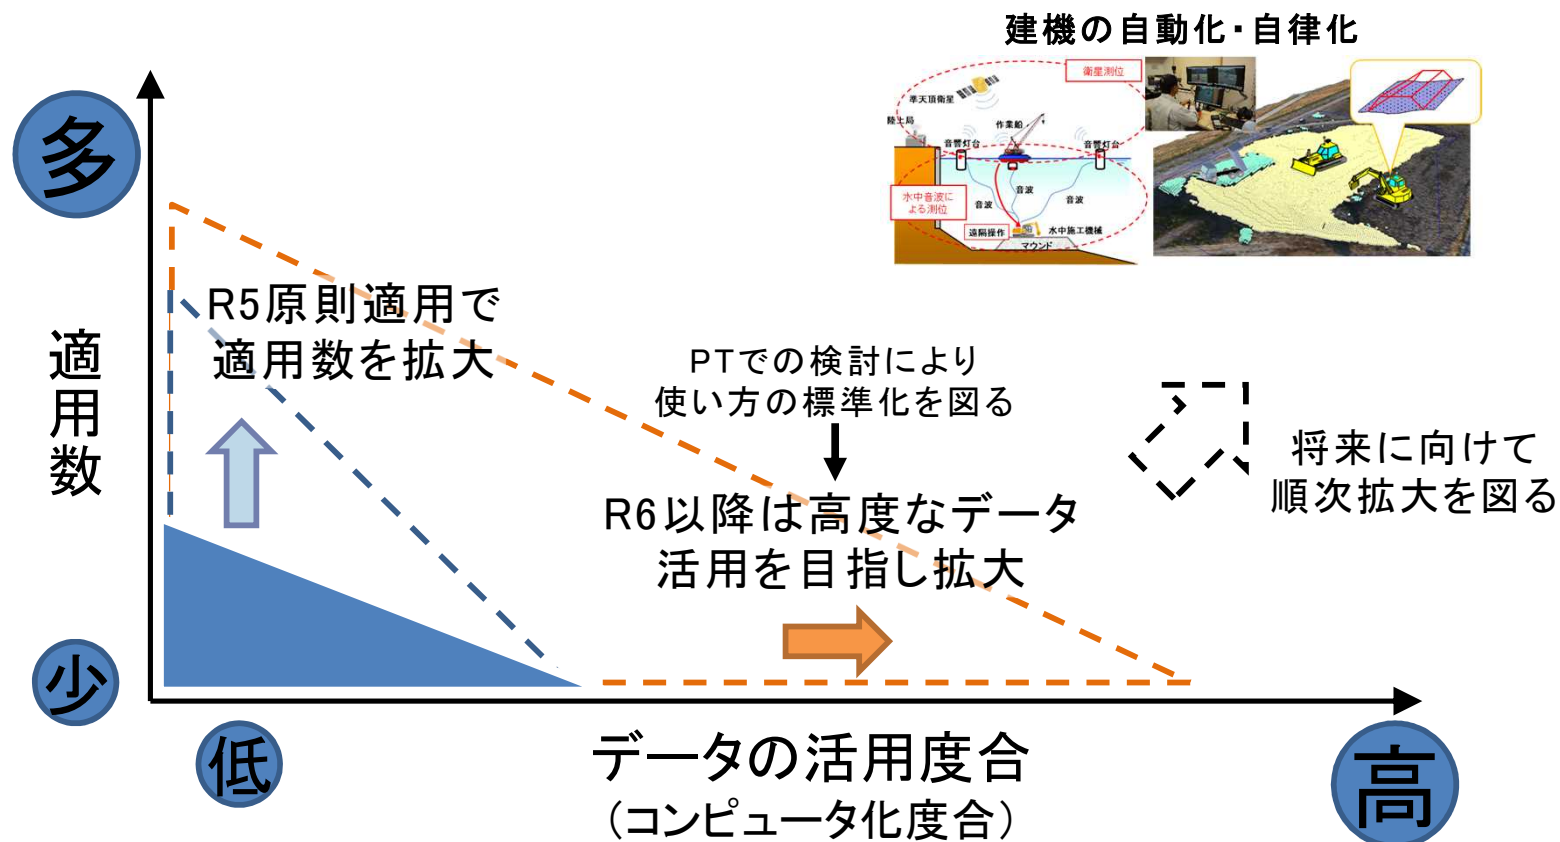 建機の自動化・自律化
衛星測位
準天頂衛星
陸上局
作業船
音響灯台
音響灯台
水中音波に
よる測位
音波
音波
音波
遠隔操作
水中施工機械
マウンド
多
適用数
少
R5原則適用で
適用数を拡大
PTでの検討により
使い方の標準化を図る
R6以降は高度なデータ
活用を目指し拡大
将来に向けて
順次拡大を図る
低
データの活用度合
（コンピュータ化度合）
高